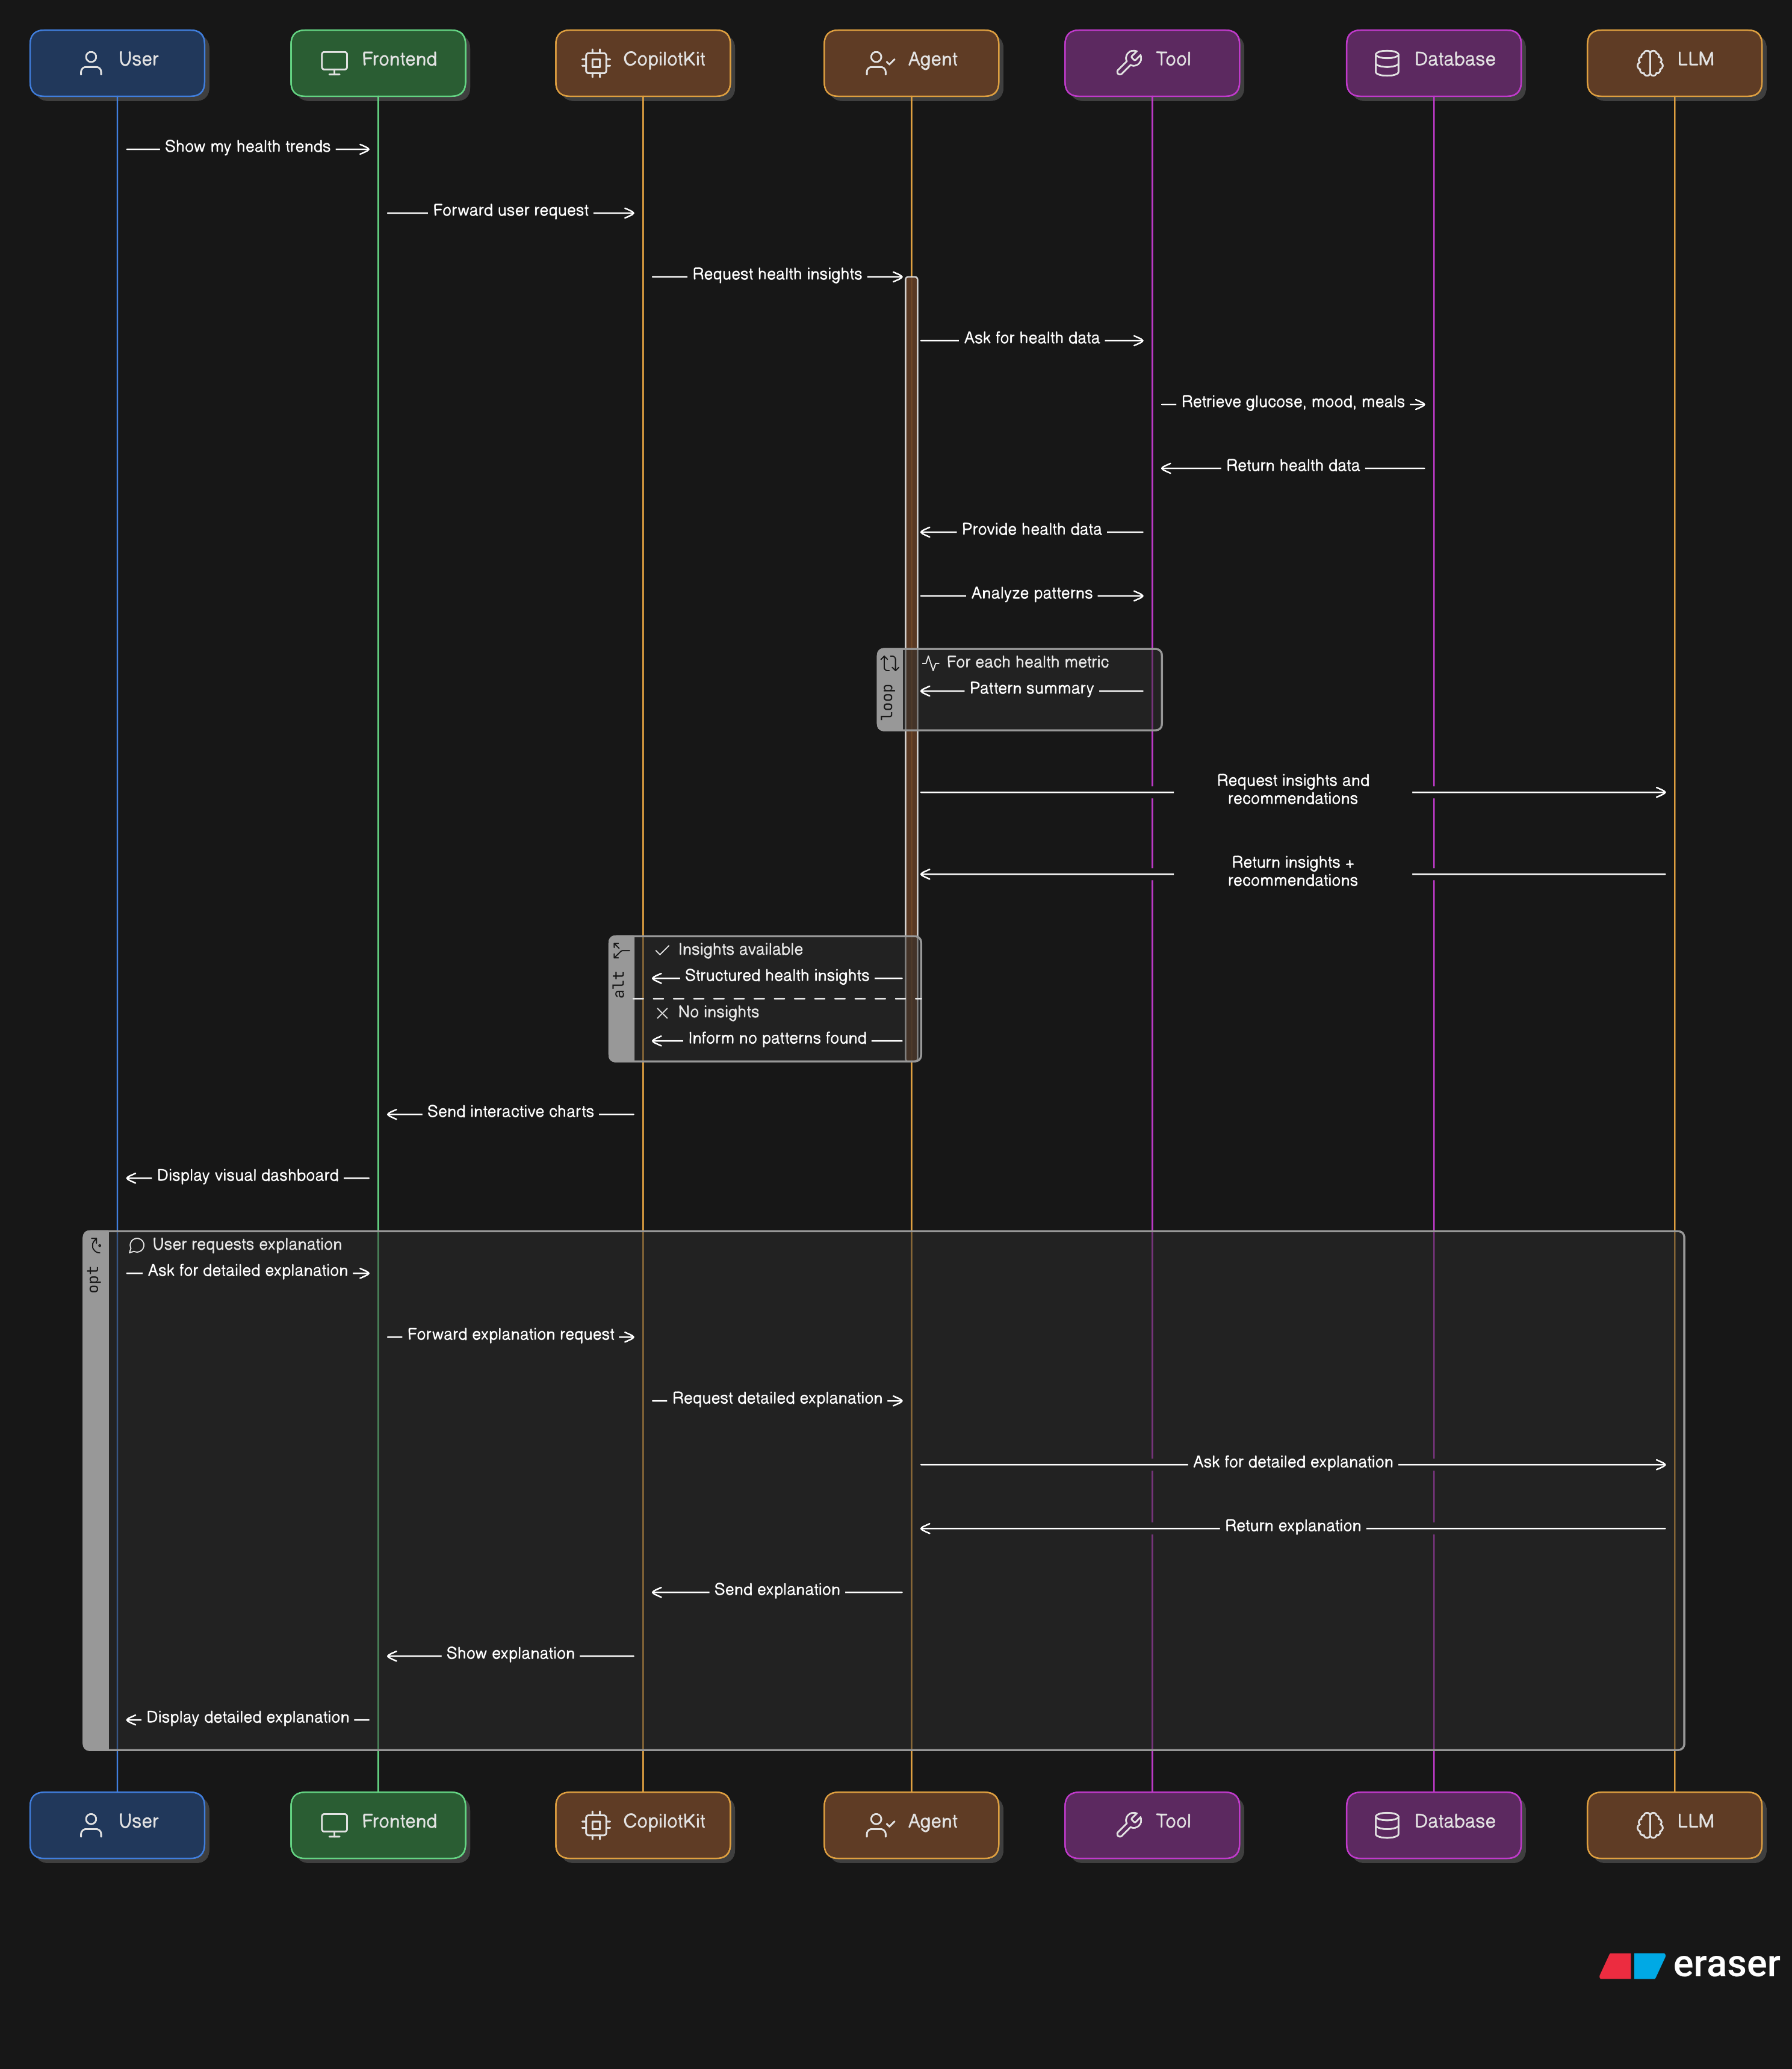 User
Frontend
CopilotKit
Agent
Tool
Database
LLM
Show my health trends
Forward user request
Request health insights
Ask for health data
Retrieve glucose, mood, meals
Return health data
Provide health data
Analyze patterns
loop
For each health metric
Pattern summary
Request insights and
recommendations
Return insights +
recommendations
alt
Insights available
Structured health insights
No insights
Inform no patterns found
Send interactive charts
Display visual dashboard
opt
User requests explanation
Ask for detailed explanation
Forward explanation request
Request detailed explanation
Ask for detailed explanation
Return explanation
Send explanation
Show explanation
Display detailed explanation
User
Frontend
CopilotKit
Agent
Tool
Database
LLM
eraser